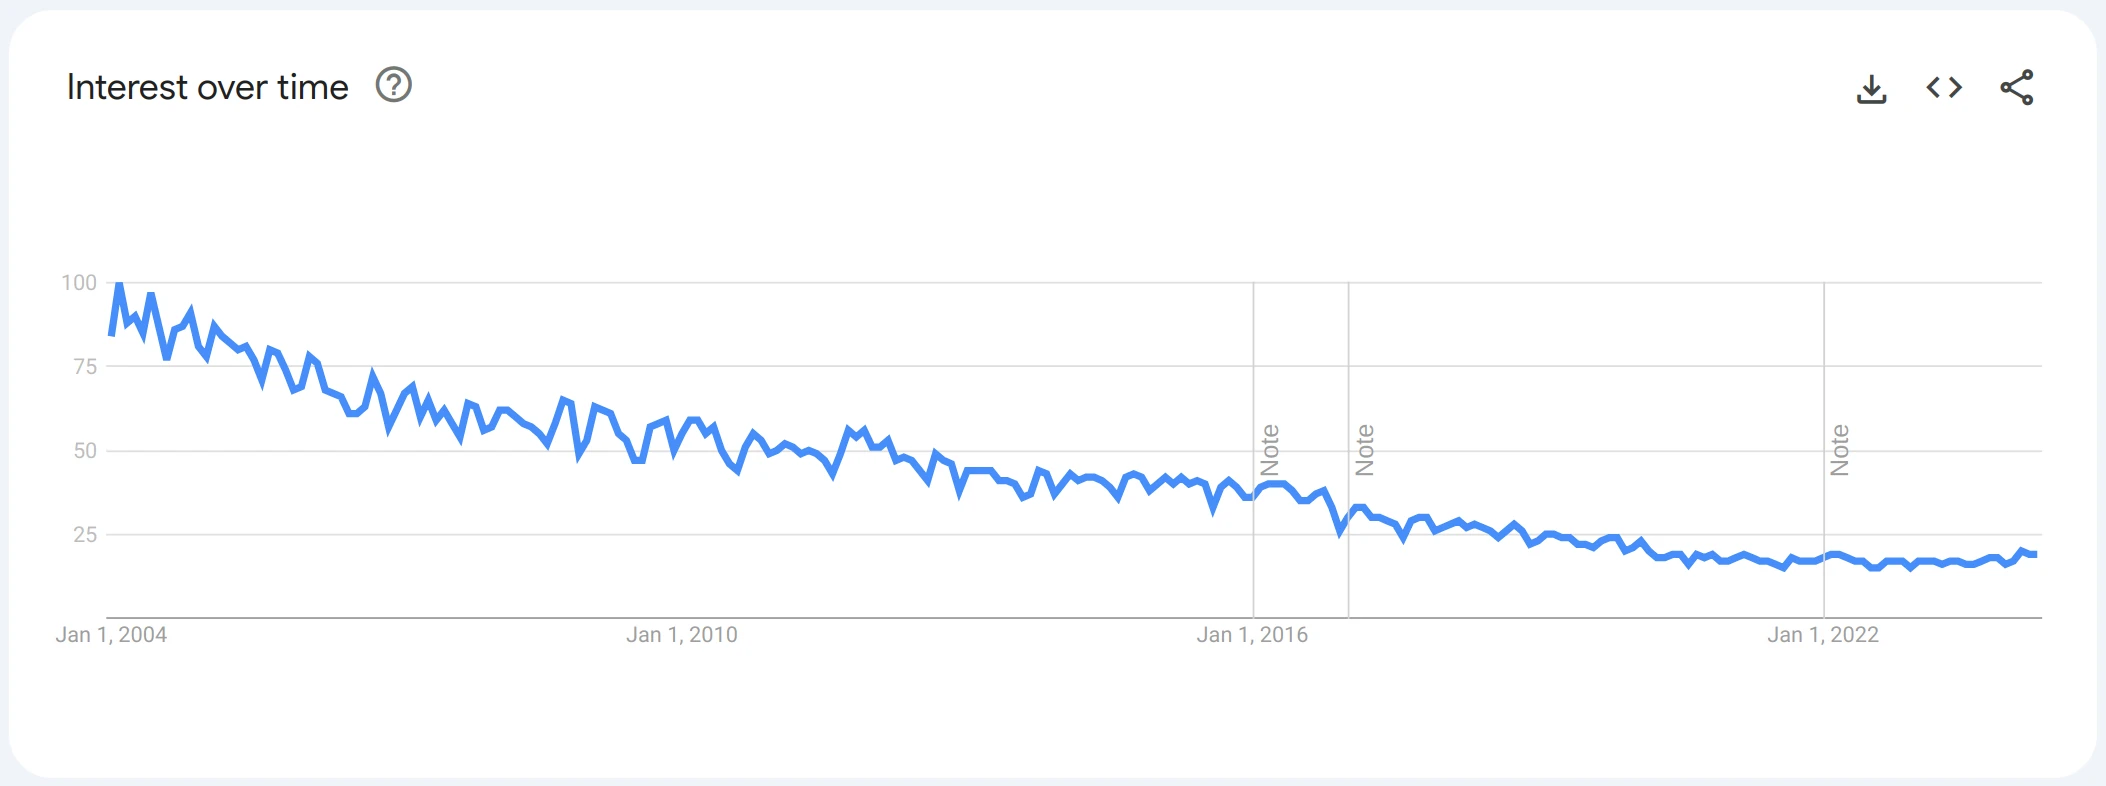 Interest over time
100
75
50
25
Note
Note
Note
Jan 1, 2004
Jan 1, 2010
Jan 1, 2016
Jan 1, 2022